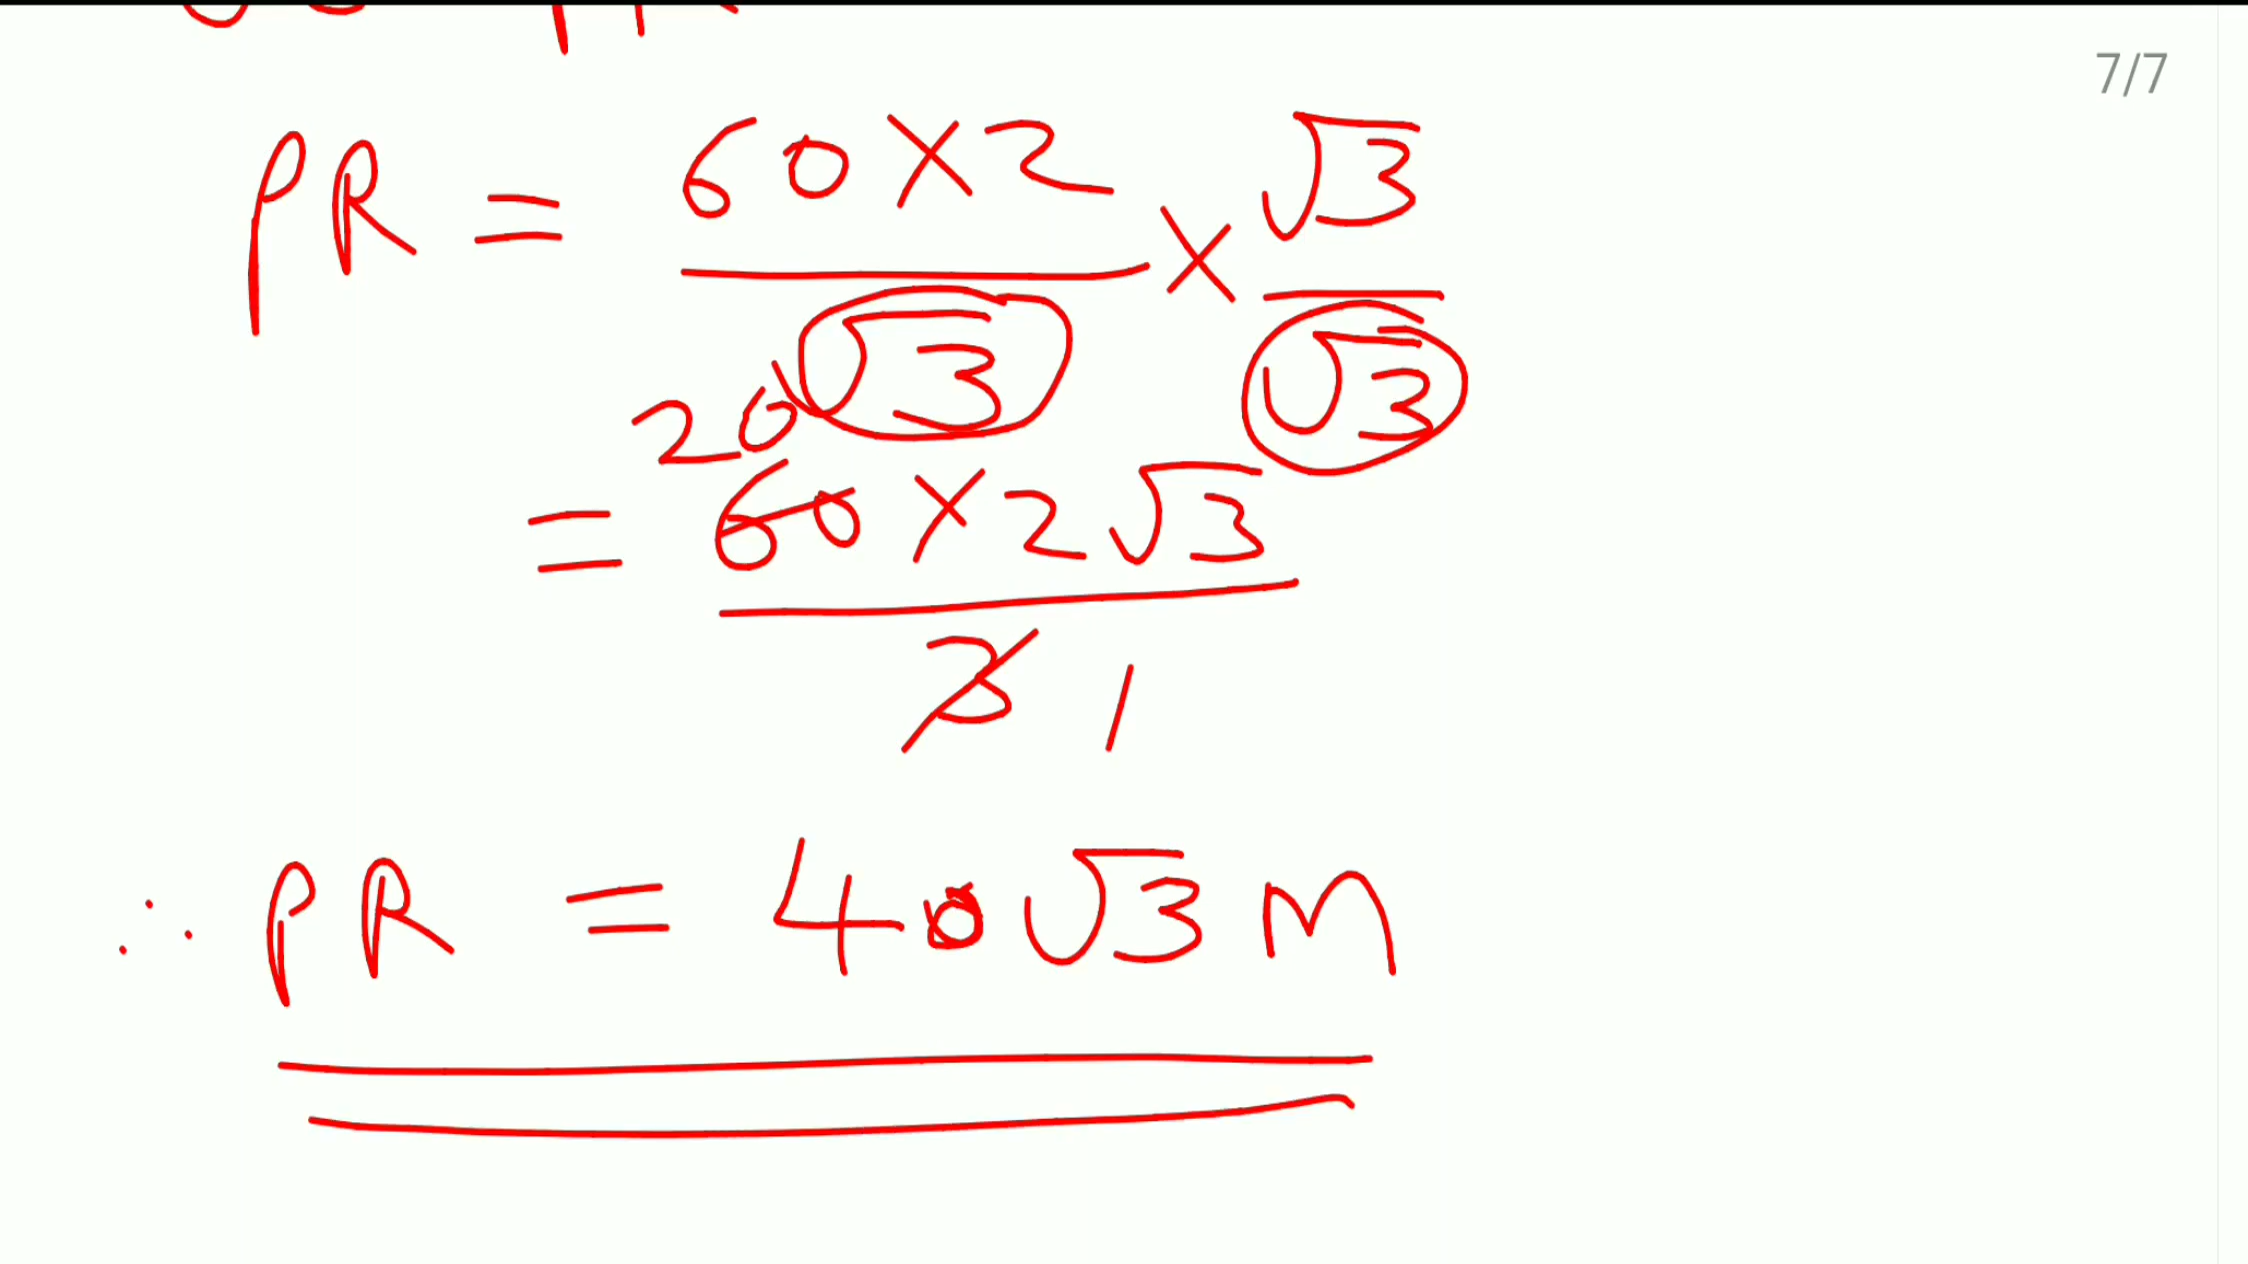 7/7
PR = 60 × 2 / √3 × √3 / √3
= 60 × 2√3 / 3
20
1
∴ PR = 40√3 m